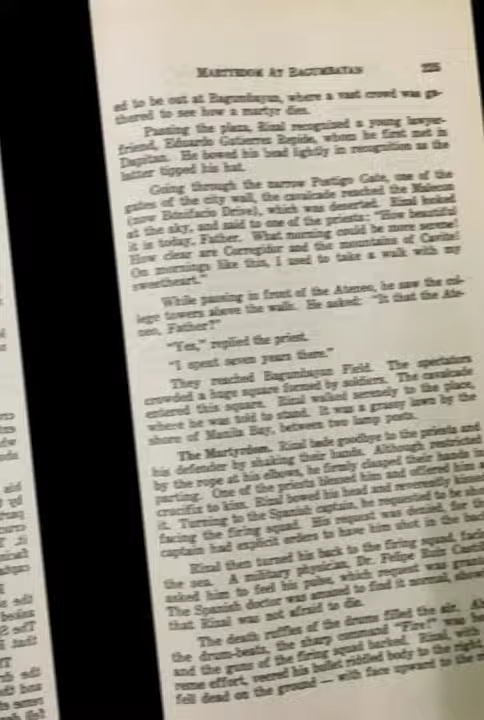 MARTYRDOM AT BAGUMBAYAN 225
ed to be out at Bagumbayan, where a vast crowd was ga-
thered to see how a martyr dies.
Passing the plaza, Rizal recognized a young lawyer-
friend, Eduardo Gutierrez Repide, whom he first met in
Dapitan. He bowed his head lightly in recognition as the
latter tipped his hat.
Going through the narrow Postigo Gate, one of the
gates of the city wall, the cavalcade reached the Malecon
(now Bonifacio Drive), which was deserted. Rizal looked
at the sky, and said to one of the priests: "How beautiful
it is today, Father. What morning could be more serene!
How clear are Corregidor and the mountains of Cavite!
On mornings like this, I used to take a walk with my
sweetheart."
While passing in front of the Ateneo, he saw the col-
lege towers above the walls. He asked: "Is that the Ate-
neo, Father?"
"Yes," replied the priest.
"I spent seven years there."
They reached Bagumbayan Field. The spectators
crowded a huge square formed by soldiers. The cavalcade
entered this square. Rizal walked serenely to the place,
where he was told to stand. It was a grassy lawn by the
shore of Manila Bay, between two lamp posts.
The Martyrdom. Rizal bade goodbye to the priests and
his defender by shaking their hands. Although restricted
by the rope at his elbows, he firmly clasped their hands in
parting. One of the priests blessed him and offered him a
crucifix to kiss. Rizal bowed his head and reverently kissed
it. Turning to the Spanish captain, he requested to be shot
facing the firing squad. His request was denied, for the
captain had explicit orders to have him shot in the back.
Rizal then turned his back to the firing squad,
the sea. A military physician, Dr. Felipe Ruiz
asked him to feel his pulse, which request was
The Spanish doctor was amazed to find it normal,
that Rizal was not afraid to die.
The death ruffles of the drums filled the air.
the drum-beats, the sharp command "Fire!" was
and the guns of the firing squad barked. Rizal, with
reme effort, veered his bullet riddled body to the right,
fell dead on the ground — with face upward to the